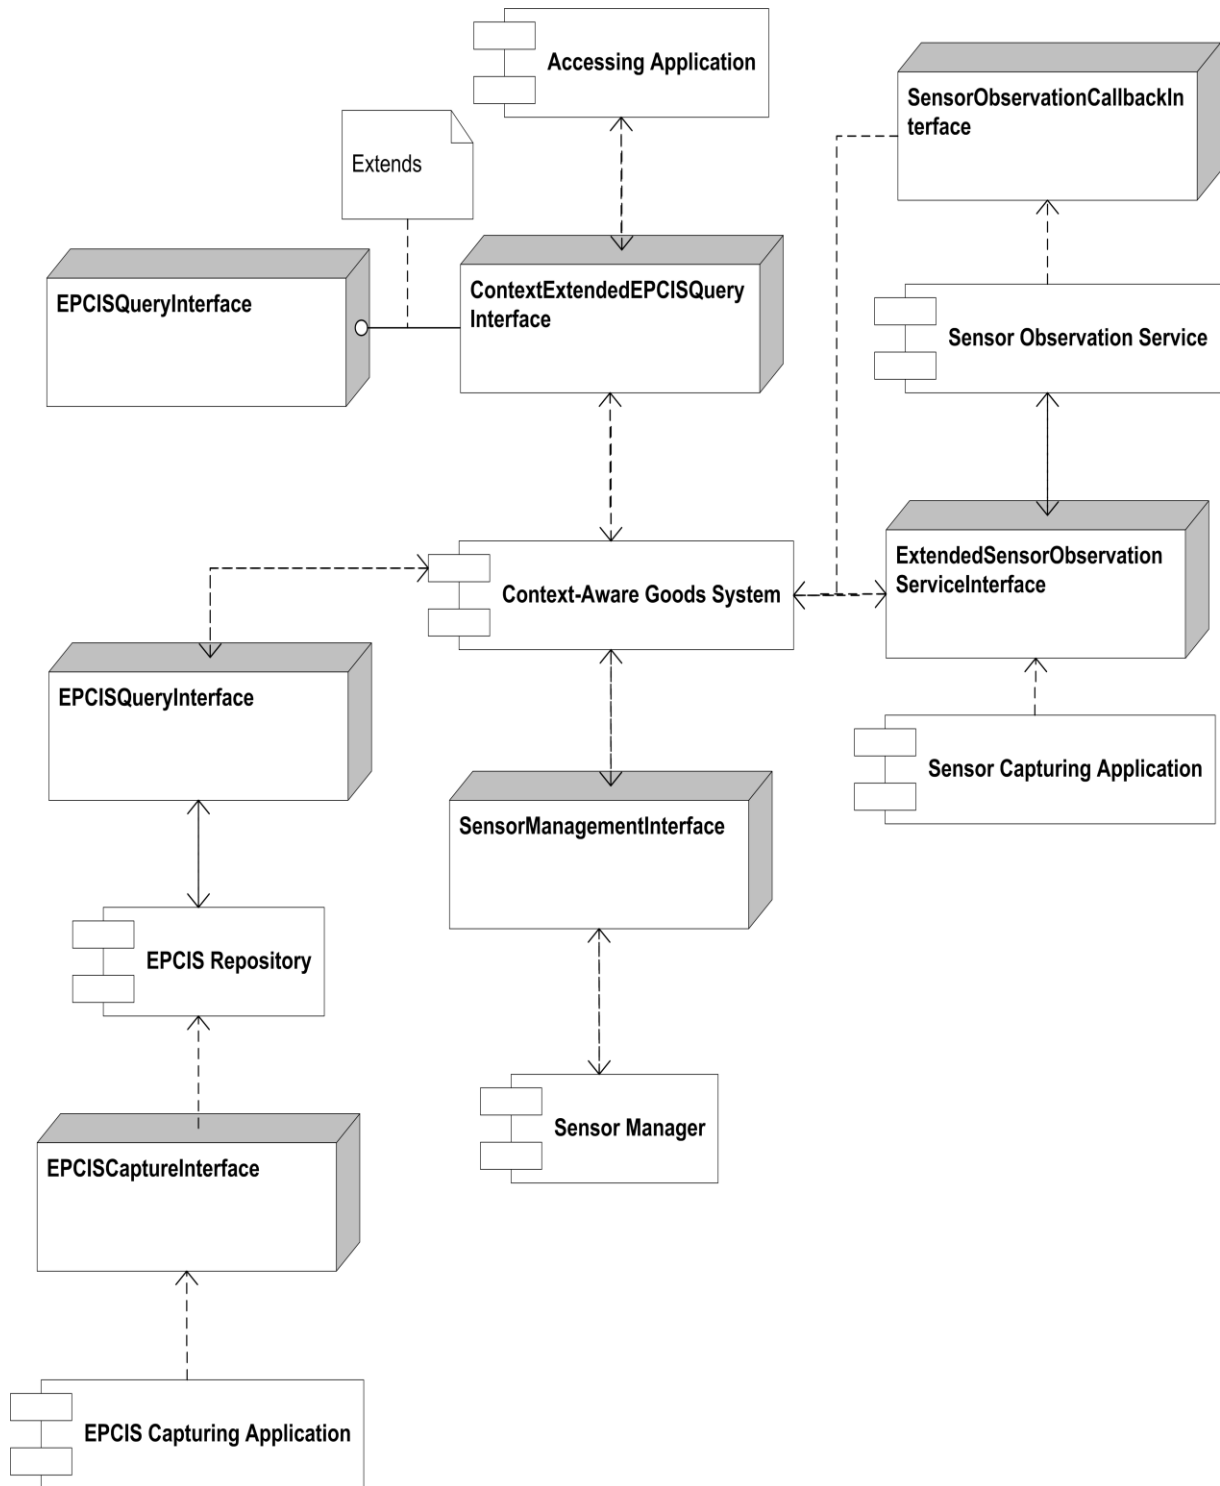 Accessing Application
SensorObservationCallbackIn
terface
Extends
EPCISQueryInterface
ContextExtendedEPCISQuery
Interface
Sensor Observation Service
ExtendedSensorObservation
ServiceInterface
Context-Aware Goods System
EPCISQueryInterface
Sensor Capturing Application
SensorManagementInterface
EPCIS Repository
Sensor Manager
EPCISCaptureInterface
EPCIS Capturing Application